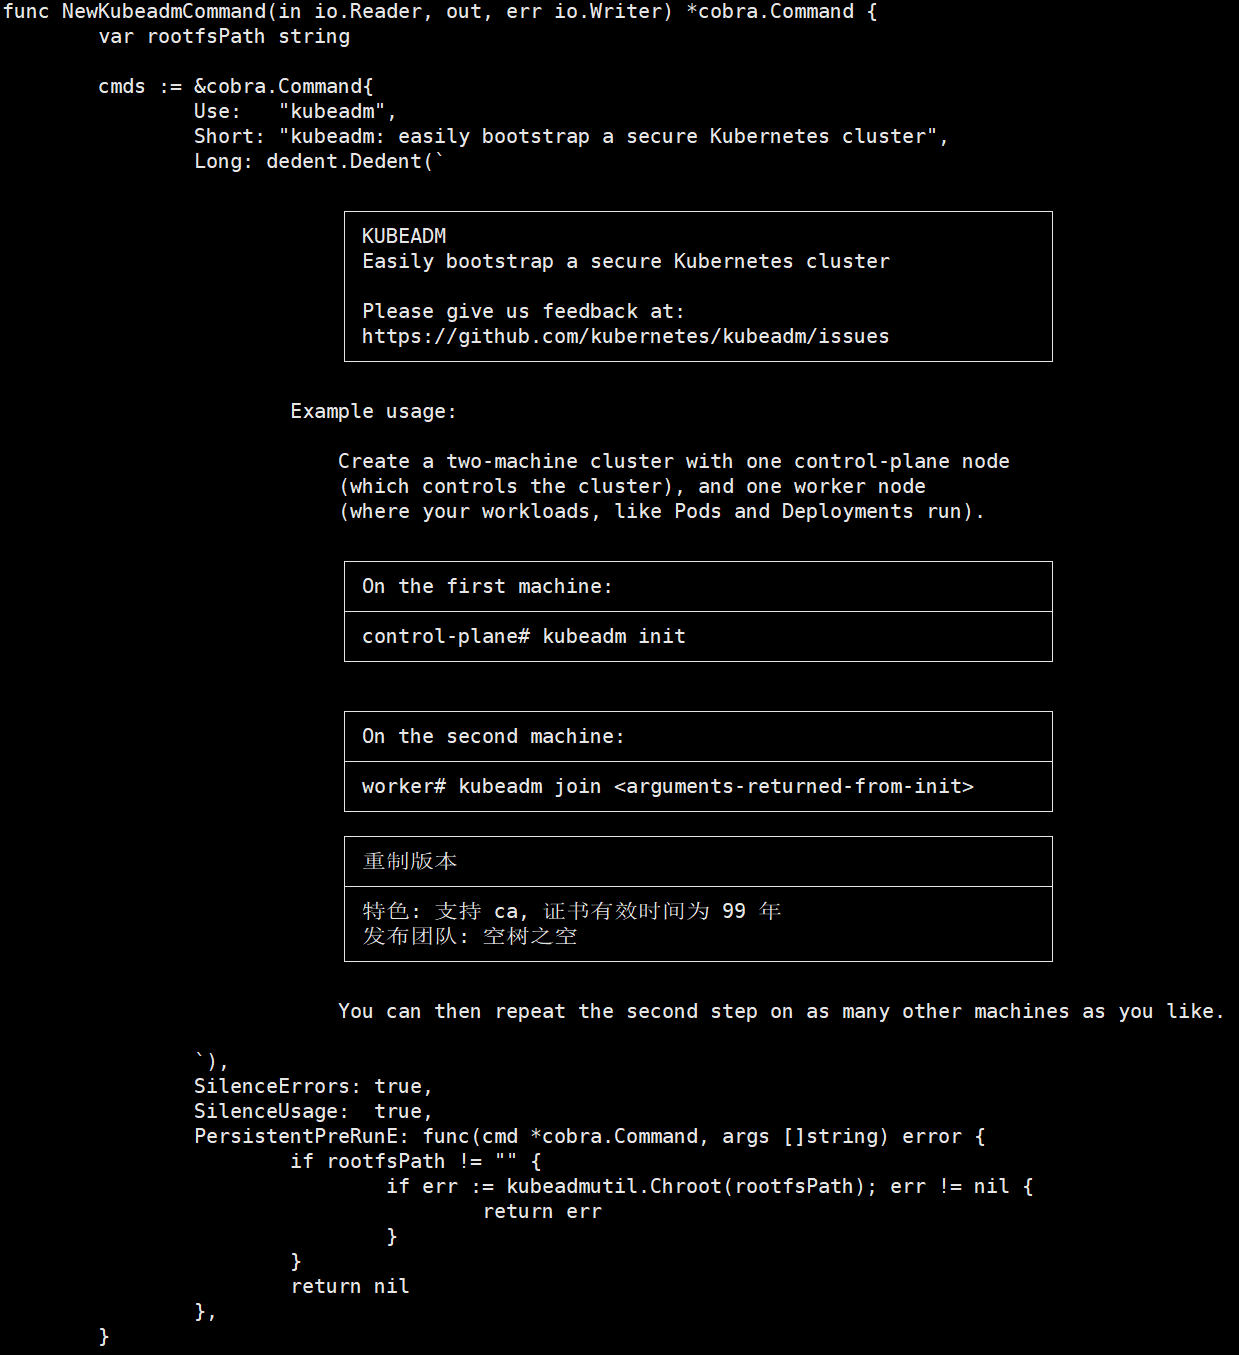 func NewKubeadmCommand(in io.Reader, out, err io.Writer) *cobra.Command {
var rootfsPath string
cmds := &cobra.Command{
Use:   "kubeadm",
Short: "kubeadm: easily bootstrap a secure Kubernetes cluster",
Long: dedent.Dedent(`
KUBEADM
Easily bootstrap a secure Kubernetes cluster
Please give us feedback at:
https://github.com/kubernetes/kubeadm/issues
Example usage:
Create a two-machine cluster with one control-plane node
(which controls the cluster), and one worker node
(where your workloads, like Pods and Deployments run).
On the first machine:
control-plane# kubeadm init
On the second machine:
worker# kubeadm join <arguments-returned-from-init>
重制版本
特色: 支持 ca, 证书有效时间为 99 年
发布团队: 空树之空
You can then repeat the second step on as many other machines as you like.
`),
SilenceErrors: true,
SilenceUsage:  true,
PersistentPreRunE: func(cmd *cobra.Command, args []string) error {
if rootfsPath != "" {
if err := kubeadmutil.Chroot(rootfsPath); err != nil {
return err
}
}
return nil
},
}